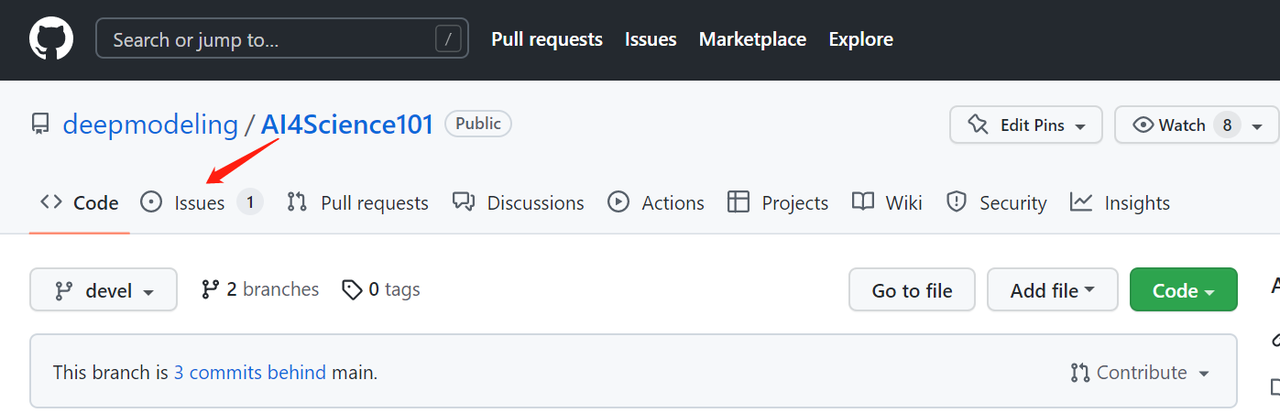 Search or jump to... / Pull requests Issues Marketplace Explore
deepmodeling / AI4Science101 Public Edit Pins Watch 8
Code Issues 1 Pull requests Discussions Actions Projects Wiki Security Insights
devel 2 branches 0 tags Go to file Add file Code
This branch is 3 commits behind main. Contribute